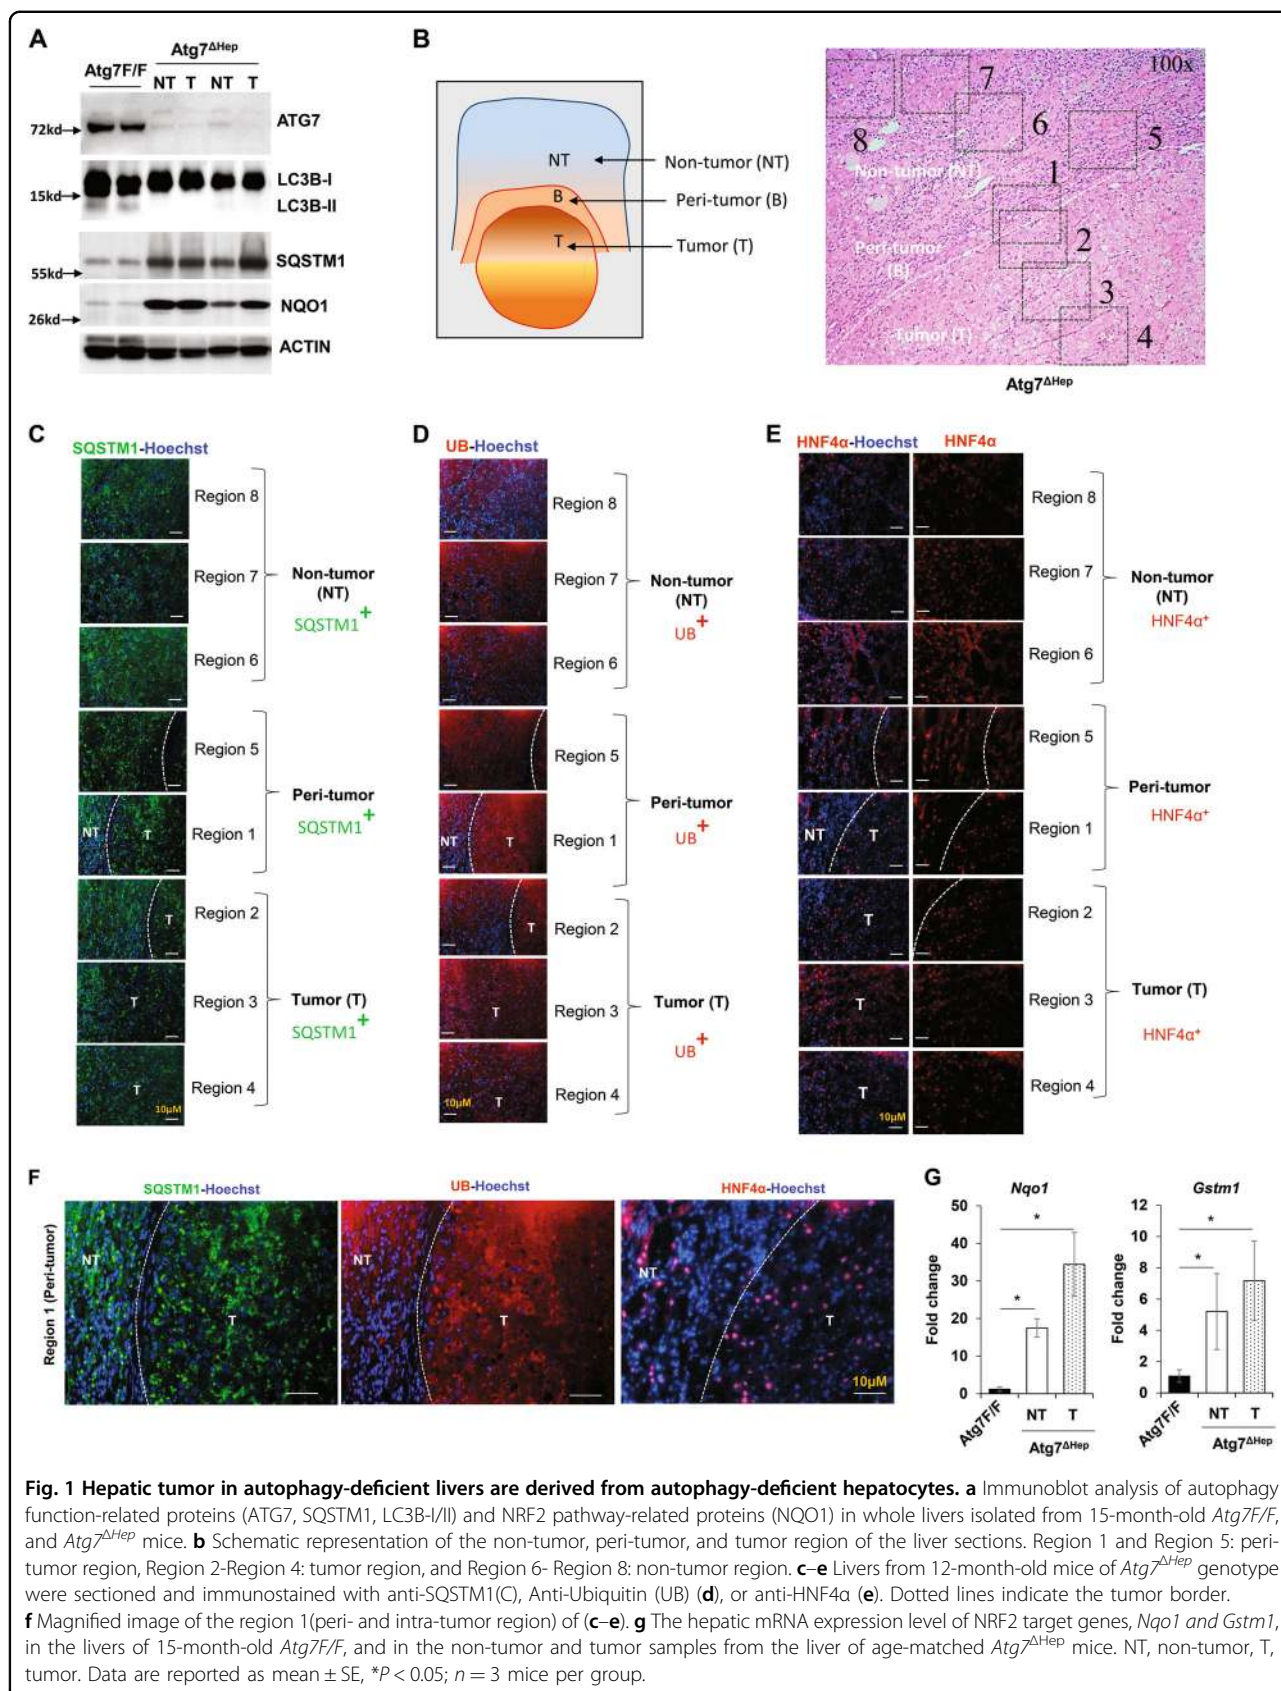 A
Atg7F/F
Atg7ΔHep
NT T NT T
72kd
ATG7
15kd
LC3B-I
LC3B-II
55kd
SQSTM1
26kd
NQO1
ACTIN
B
NT
B
T
Non-tumor (NT)
Peri-tumor (B)
Tumor (T)
100x
7
6
5
8
1
2
3
4
Non-tumor (NT)
Peri-tumor
(B)
Tumor (T)
Atg7ΔHep
C
SQSTM1-Hoechst
Region 8
Region 7
Region 6
Non-tumor
(NT)
SQSTM1+
Region 5
NT
T
Region 1
Peri-tumor
SQSTM1+
T
Region 2
T
Region 3
T
10µM
Region 4
Tumor (T)
SQSTM1+
D
UB-Hoechst
Region 8
Region 7
Region 6
Non-tumor
(NT)
UB+
Region 5
NT
T
Region 1
Peri-tumor
UB+
T
Region 2
T
Region 3
10µM
T
Region 4
Tumor (T)
UB+
E
HNF4α-Hoechst HNF4α
Region 8
Region 7
Region 6
Non-tumor
(NT)
HNF4α+
Region 5
NT
T
Region 1
Peri-tumor
HNF4α+
T
Region 2
T
Region 3
T
10µM
Region 4
Tumor (T)
HNF4α+
F
Region 1 (Peri-tumor)
SQSTM1-Hoechst
NT
T
UB-Hoechst
NT
T
HNF4α-Hoechst
NT
T
10µM
G
Nqo1
Fold change
50
40
30
20
10
0
*
*
Atg7F/F
NT T
Atg7ΔHep
Gstm1
Fold change
12
10
8
6
4
2
0
*
*
Atg7F/F
NT T
Atg7ΔHep
Fig. 1 Hepatic tumor in autophagy-deficient livers are derived from autophagy-deficient hepatocytes. a Immunoblot analysis of autophagy
function-related proteins (ATG7, SQSTM1, LC3B-I/II) and NRF2 pathway-related proteins (NQO1) in whole livers isolated from 15-month-old Atg7F/F,
and Atg7ΔHep mice. b Schematic representation of the non-tumor, peri-tumor, and tumor region of the liver sections. Region 1 and Region 5: peri-
tumor region, Region 2-Region 4: tumor region, and Region 6- Region 8: non-tumor region. c–e Livers from 12-month-old mice of Atg7ΔHep genotype
were sectioned and immunostained with anti-SQSTM1(C), Anti-Ubiquitin (UB) (d), or anti-HNF4α (e). Dotted lines indicate the tumor border.
f Magnified image of the region 1(peri- and intra-tumor region) of (c–e). g The hepatic mRNA expression level of NRF2 target genes, Nqo1 and Gstm1,
in the livers of 15-month-old Atg7F/F, and in the non-tumor and tumor samples from the liver of age-matched Atg7ΔHep mice. NT, non-tumor, T,
tumor. Data are reported as mean ± SE, *P < 0.05; n = 3 mice per group.